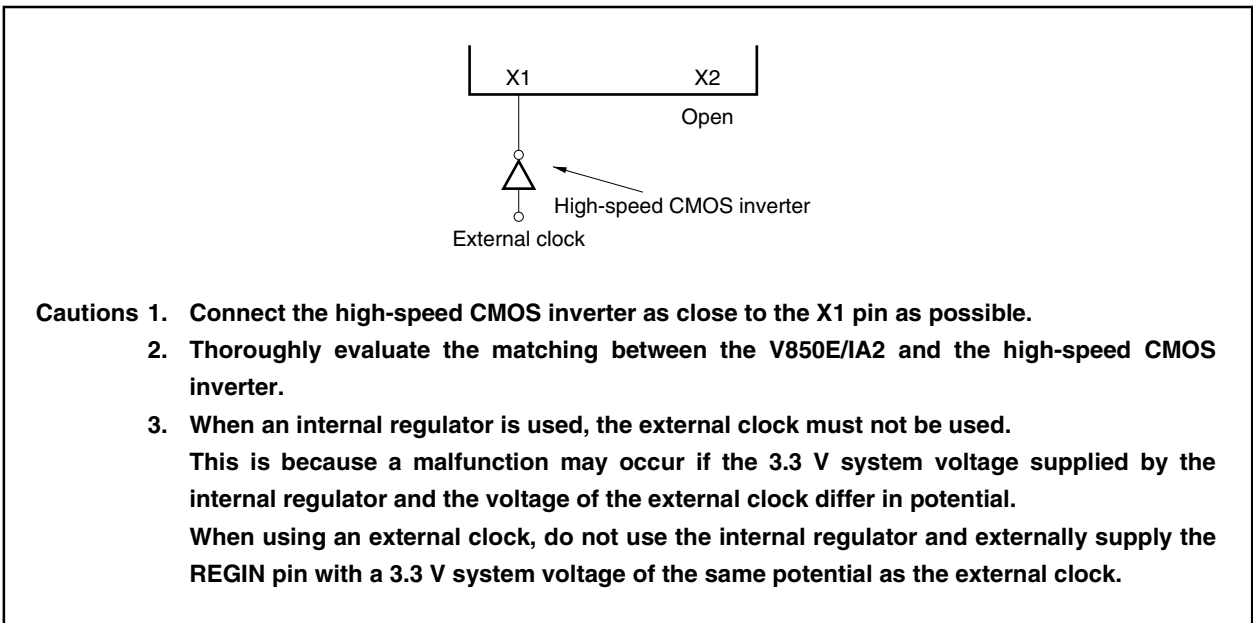 X1 X2
Open
High-speed CMOS inverter
External clock
Cautions 1. Connect the high-speed CMOS inverter as close to the X1 pin as possible.
2. Thoroughly evaluate the matching between the V850E/IA2 and the high-speed CMOS
inverter.
3. When an internal regulator is used, the external clock must not be used.
This is because a malfunction may occur if the 3.3 V system voltage supplied by the
internal regulator and the voltage of the external clock differ in potential.
When using an external clock, do not use the internal regulator and externally supply the
REGIN pin with a 3.3 V system voltage of the same potential as the external clock.